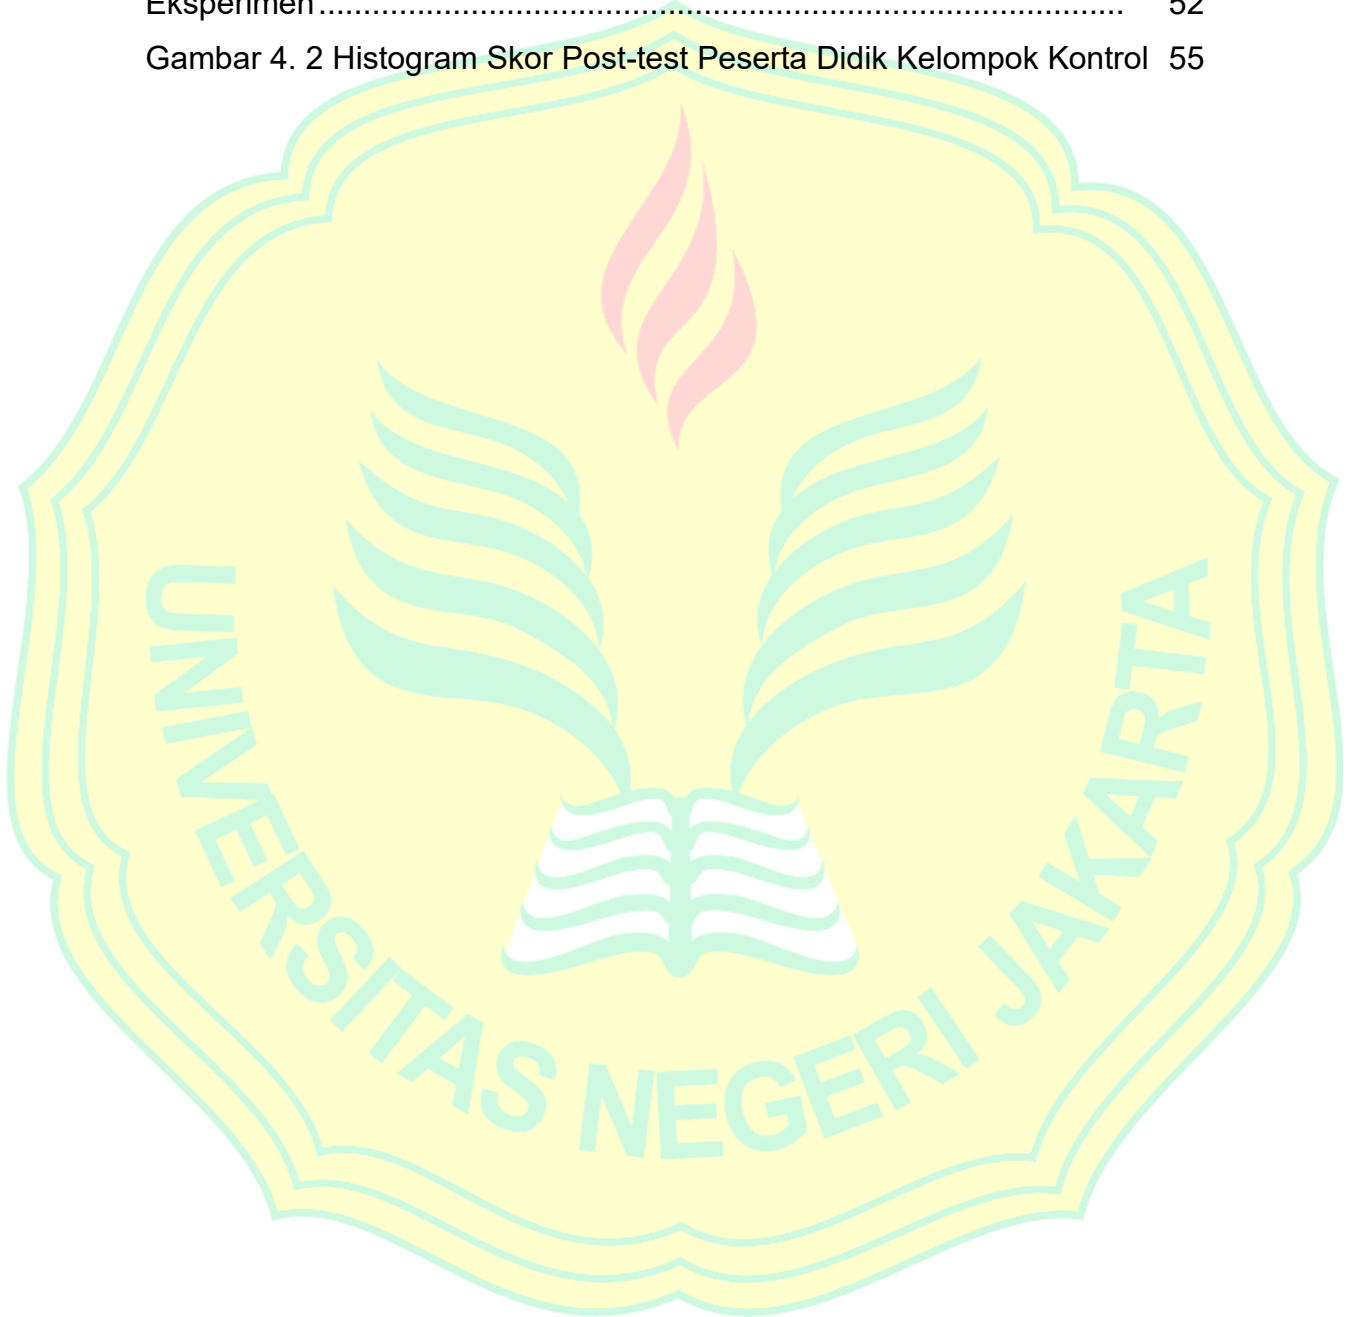 Eksperimen........................................................................................... 52
Gambar 4. 2 Histogram Skor Post-test Peserta Didik Kelompok Kontrol 55
UNIVERSITAS NEGERI JAKARTA